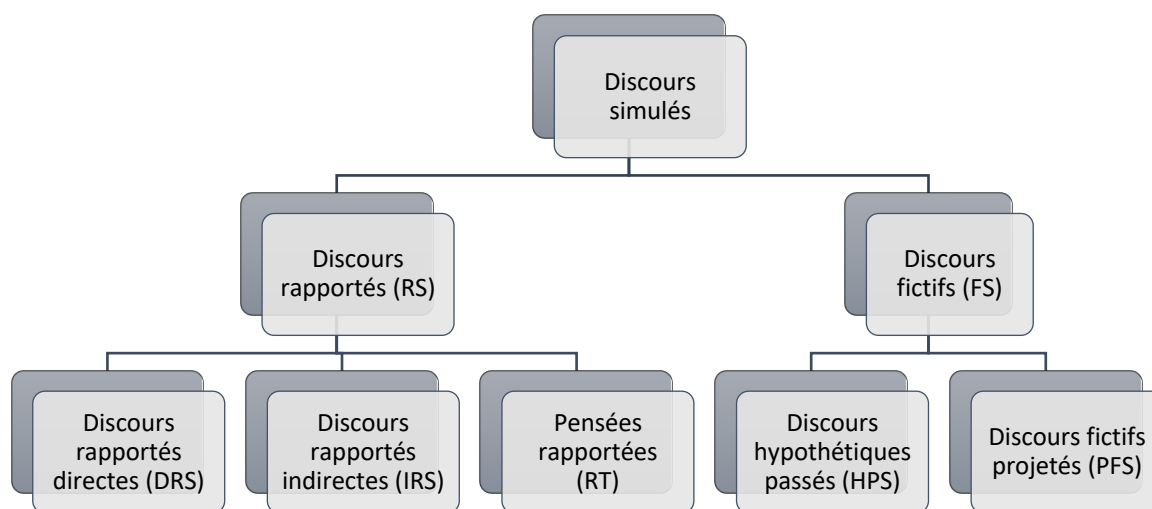 Discours
simulés
Discours
rapportés (RS)
Discours
fictifs (FS)
Discours
rapportés
directes (DRS)
Discours
rapportés
indirectes (IRS)
Pensées
rapportées
(RT)
Discours
hypothétiques
passés (HPS)
Discours fictifs
projetés (PFS)